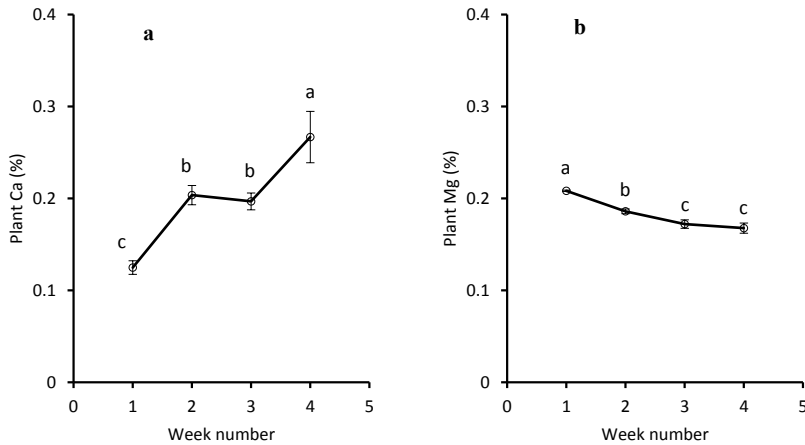 a
0.4
0.3
0.2
0.1
0
Plant Ca (%)
c
b
b
a
0 1 2 3 4 5
Week number
b
0.4
0.3
0.2
0.1
0
Plant Mg (%)
a
b
c
c
0 1 2 3 4 5
Week number